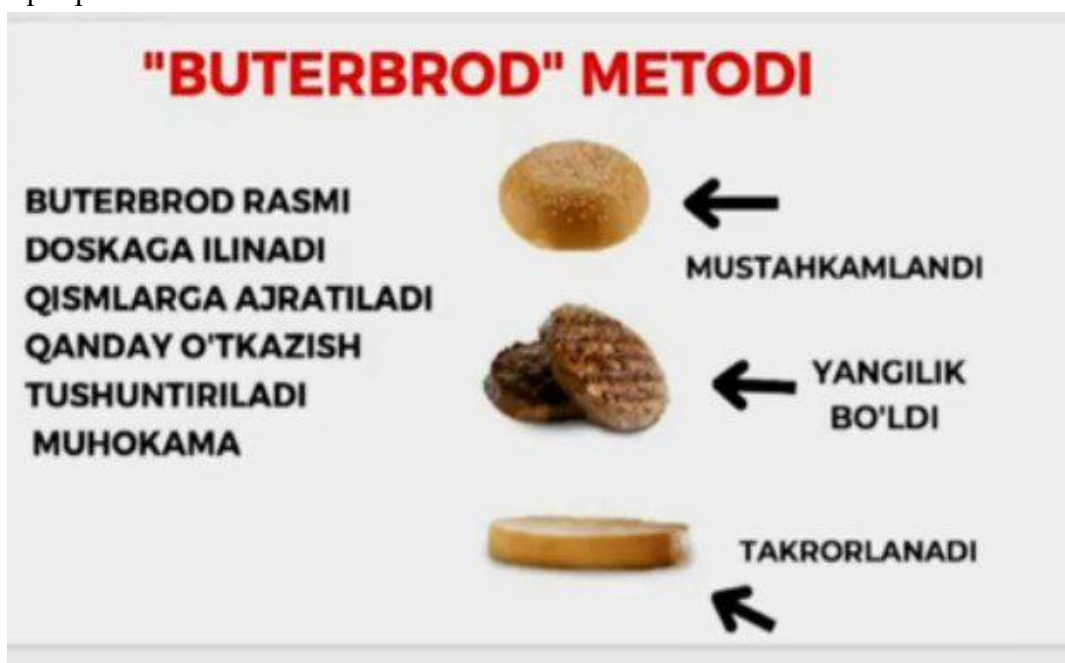 "BUTERBROD" METODI
BUTERBROD RASMI
DOSKAGA ILINADI
QISMLARGA AJRATILADI
QANDAY O'TKAZISH
TUSHUNTIRILADI
MUHOKAMA
MUSTAHKAMLANDI
YANGILIK
BO'LDI
TAKRORLANADI